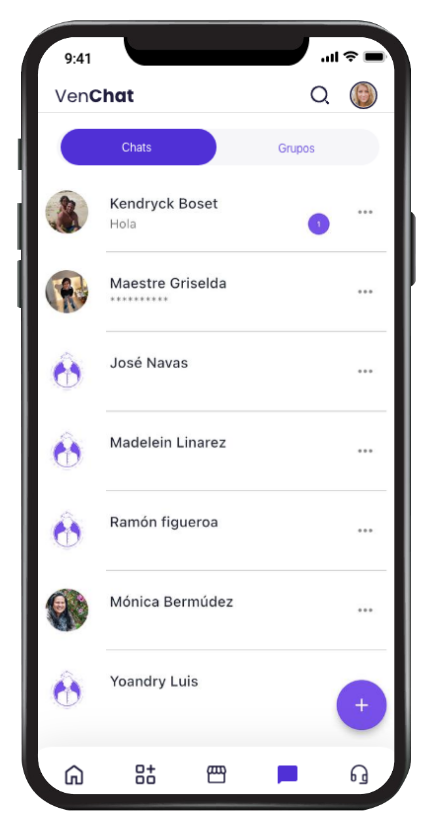 9:41
VenChat
Chats
Grupos
Kendryck Boset
Hola
1
Maestre Griselda
**********
José Navas
Madelein Linarez
Ramón figueroa
Mónica Bermúdez
Yoandry Luis